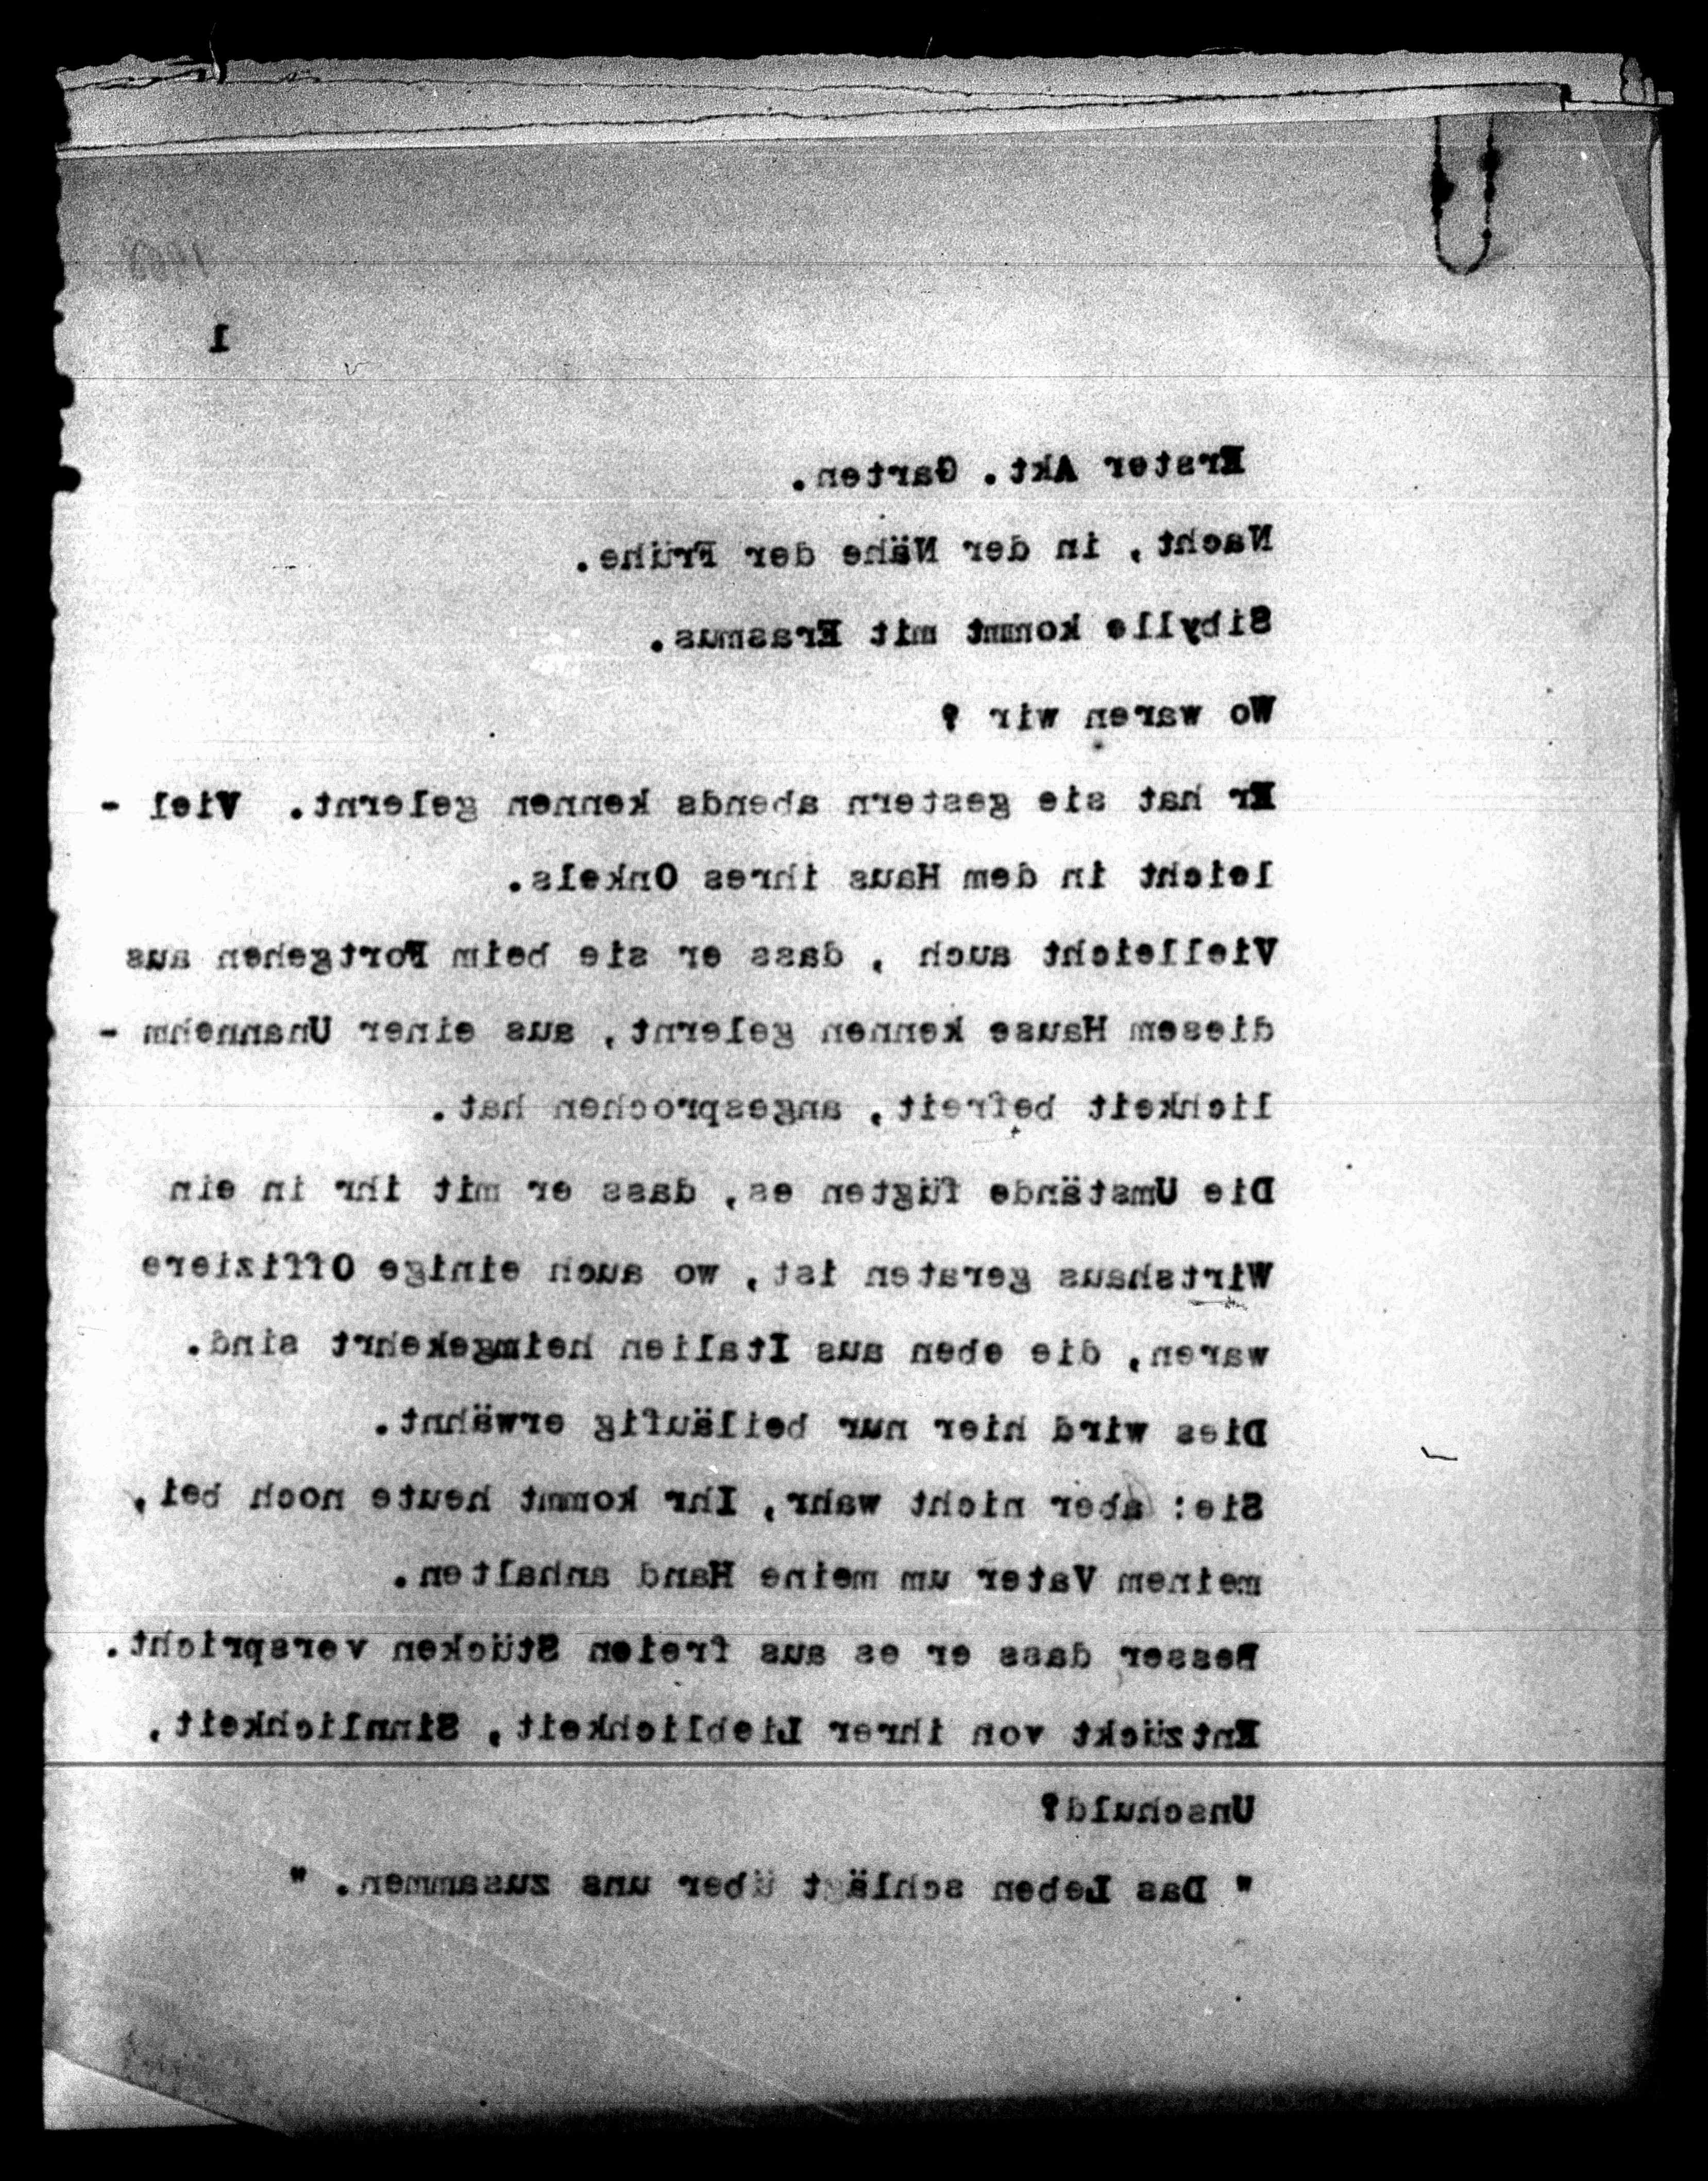 1
Erster Akt. Garten.
Nacht, in der Nähe der Frühe.
Sibylle kommt mit Erasmus.
Wo waren wir ?
Er hat sie gestern abends kennen gelernt. Viel -
leicht in dem Haus ihres Onkels.
Vielleicht auch , dass er sie beim Fortgehen aus
diesem Hause kennen gelernt, aus einer Unannehm -
lichkeit befreit, angesprochen hat.
Die Umstände fügten es, dass er mit ihr in ein
Wirtshaus geraten ist, wo auch einige Offiziere
waren, die eben aus Italien heimgekehrt sind.
Dies wird hier nur beiläufig erwähnt.
Sie: aber nicht wahr, Ihr kommt heute noch bei,
meinem Vater um meine Hand anhalten.
Besser dass er es aus freien Stücken verspricht.
Entzückt von ihrer Lieblichkeit, Sinnlichkeit,
Unschuld?
" Das Leben schlägt über uns zusammen. "